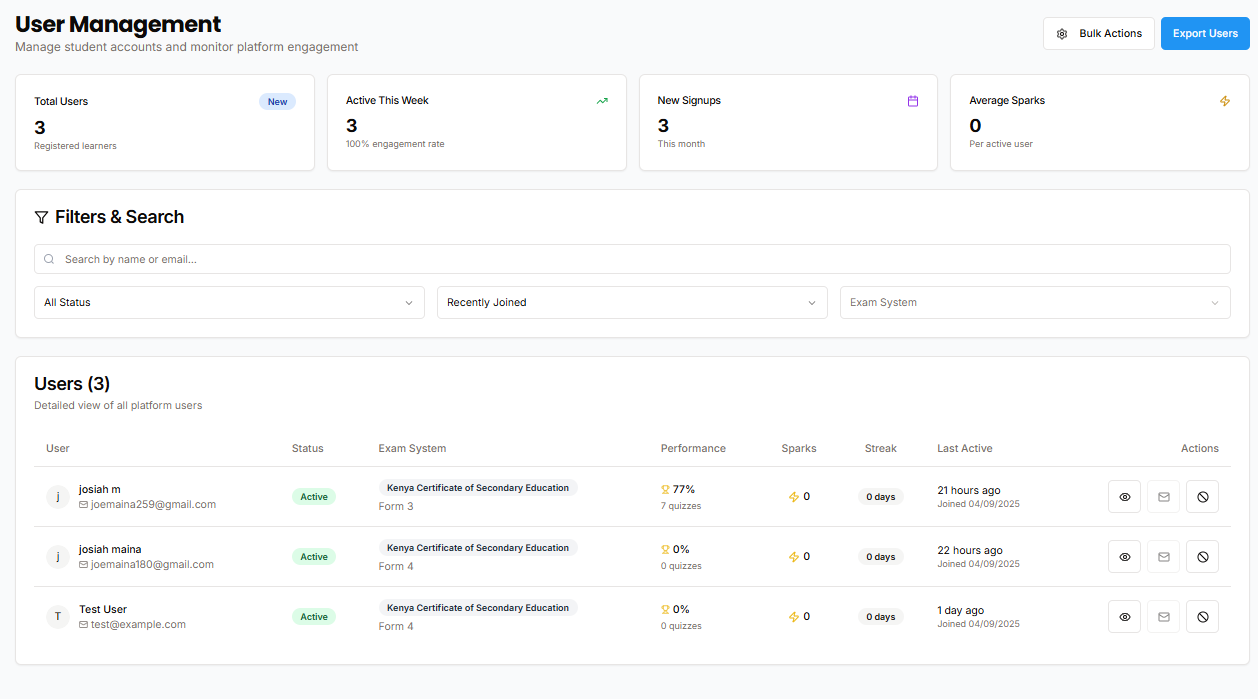 User Management
Manage student accounts and monitor platform engagement
Bulk Actions
Export Users
Total Users
New
3
Registered learners
Active This Week
3
100% engagement rate
New Signups
3
This month
Average Sparks
0
Per active user
Filters & Search
Search by name or email...
All Status
Recently Joined
Exam System
Users (3)
Detailed view of all platform users
User Status Exam System Performance Sparks Streak Last Active Actions
j
josiah m
joemaina259@gmail.com
Active
Kenya Certificate of Secondary Education
Form 3
77%
7 quizzes
0
0 days
21 hours ago
Joined 04/09/2025
j
josiah maina
joemaina180@gmail.com
Active
Kenya Certificate of Secondary Education
Form 4
0%
0 quizzes
0
0 days
22 hours ago
Joined 04/09/2025
T
Test User
test@example.com
Active
Kenya Certificate of Secondary Education
Form 4
0%
0 quizzes
0
0 days
1 day ago
Joined 04/09/2025